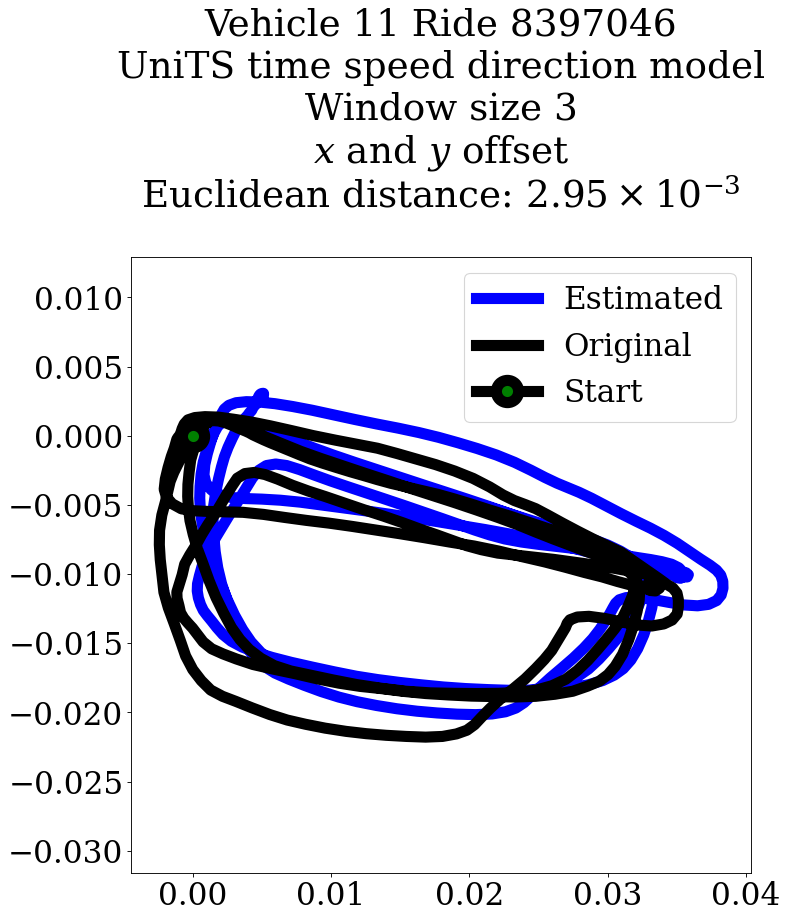 Vehicle 11 Ride 8397046
UniTS time speed direction model
Window size 3
x and y offset
Euclidean distance: 2.95 × 10⁻³
Estimated
Original
Start
0.010
0.005
0.000
−0.005
−0.010
−0.015
−0.020
−0.025
−0.030
0.00 0.01 0.02 0.03 0.04